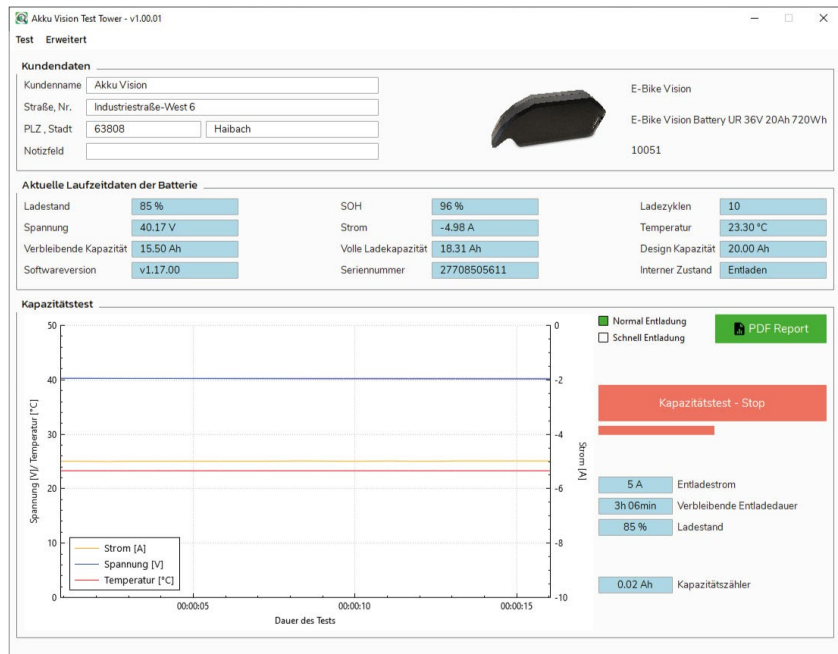 Akku Vision Test Tower - v1.00.01
Test Erweitert
Kundendaten
Kundenname Akku Vision
Straße, Nr. Industriestraße-West 6
PLZ , Stadt 63808 Haibach
Notizfeld
E-Bike Vision
E-Bike Vision Battery UR 36V 20Ah 720Wh
10051
Aktuelle Laufzeitdaten der Batterie
Ladestand 85 % SOH 96 % Ladezyklen 10
Spannung 40.17 V Strom -4.98 A Temperatur 23.30 °C
Verbleibende Kapazität 15.50 Ah Volle Ladekapazität 18.31 Ah Design Kapazität 20.00 Ah
Softwareversion v1.17.00 Seriennummer 27708505611 Interner Zustand Entladen
Kapazitätstest
50
40
30
20
10
0
Spannung [V]/ Temperatur [°C]
0
-2
-4
-6
-8
-10
Strom [A]
Strom [A]
Spannung [V]
Temperatur [°C]
00:00:05 00:00:10 00:00:15
Dauer des Tests
Normal Entladung
Schnell Entladung
PDF Report
Kapazitätstest - Stop
5 A Entladestrom
3h 06min Verbleibende Entladedauer
85 % Ladestand
0.02 Ah Kapazitätszähler